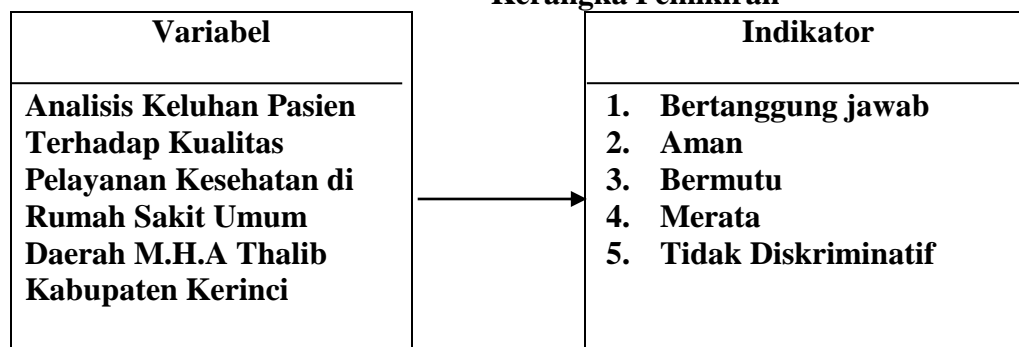 Kerangka Pemikiran
Variabel
Analisis Keluhan Pasien
Terhadap Kualitas
Pelayanan Kesehatan di
Rumah Sakit Umum
Daerah M.H.A Thalib
Kabupaten Kerinci
Indikator
1. Bertanggung jawab
2. Aman
3. Bermutu
4. Merata
5. Tidak Diskriminatif